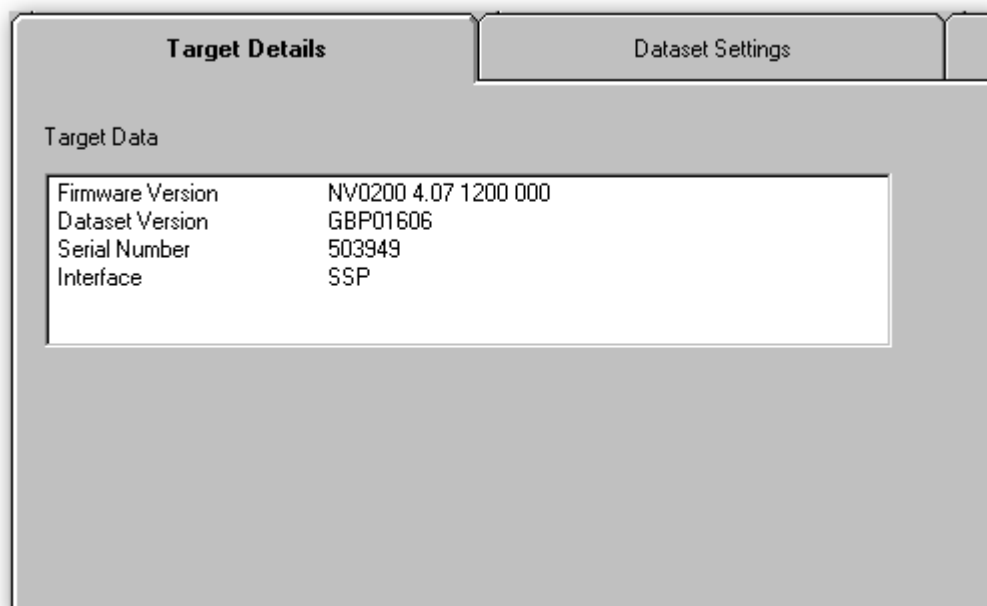 Target Details
Dataset Settings
Target Data
Firmware Version NV0200 4.07 1200 000
Dataset Version GBP01606
Serial Number 503949
Interface SSP